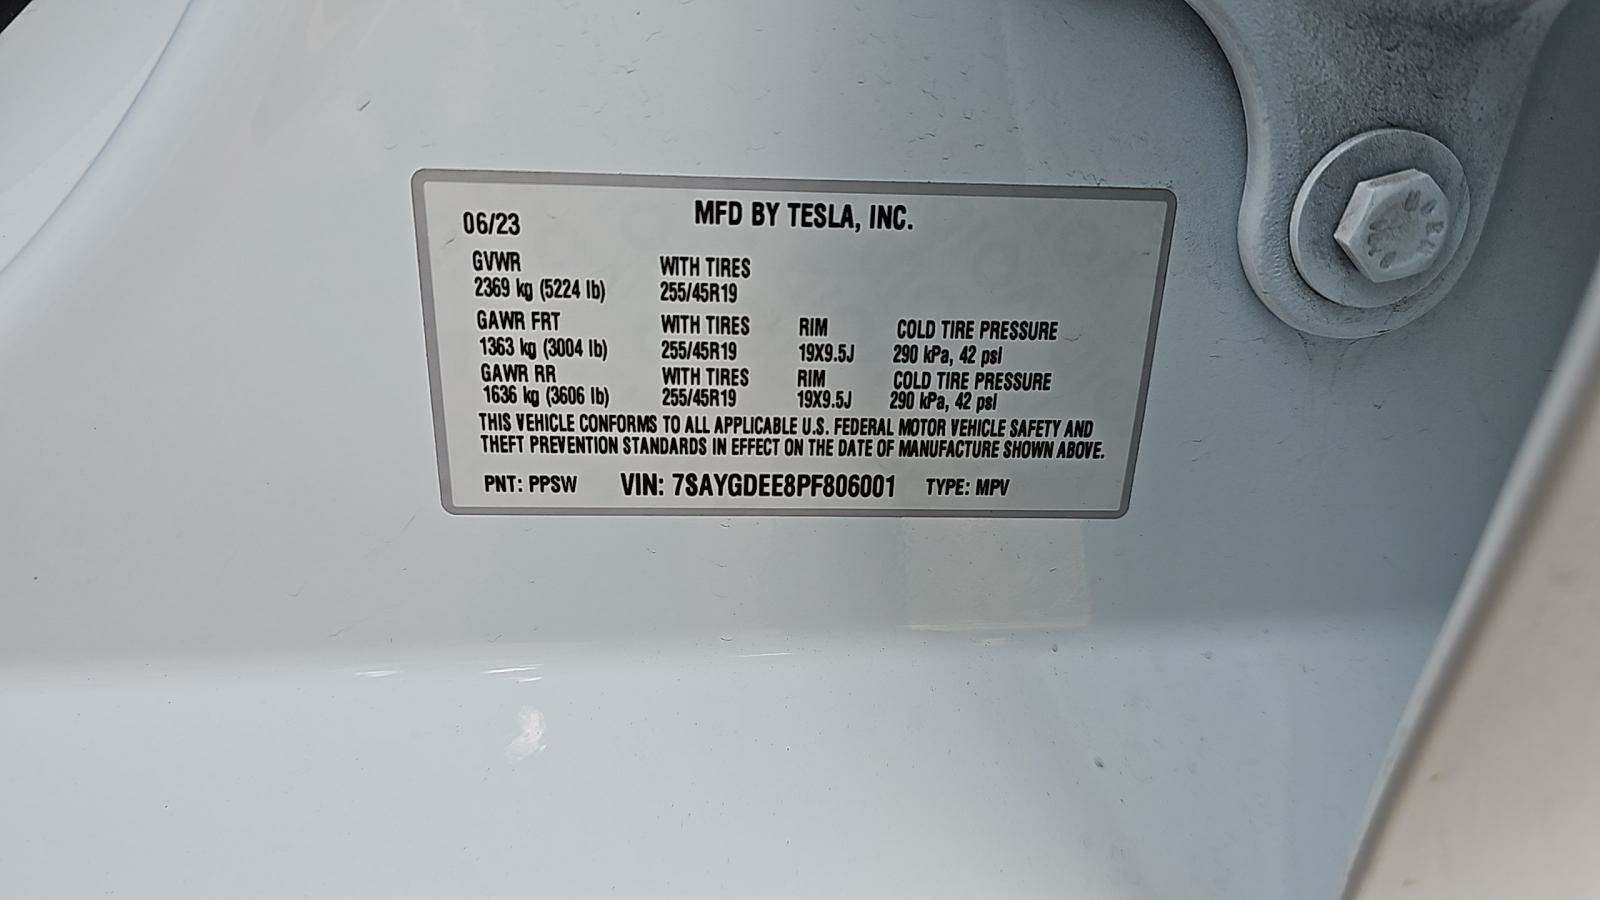 06/23 MFD BY TESLA, INC.
GVWR WITH TIRES
2369 kg (5224 lb) 255/45R19
GAWR FRT WITH TIRES RIM COLD TIRE PRESSURE
1363 kg (3004 lb) 255/45R19 19X9.5J 290 kPa, 42 psi
GAWR RR WITH TIRES RIM COLD TIRE PRESSURE
1636 kg (3606 lb) 255/45R19 19X9.5J 290 kPa, 42 psi
THIS VEHICLE CONFORMS TO ALL APPLICABLE U.S. FEDERAL MOTOR VEHICLE SAFETY AND
THEFT PREVENTION STANDARDS IN EFFECT ON THE DATE OF MANUFACTURE SHOWN ABOVE.
PNT: PPSW VIN: 7SAYGDEE8PF806001 TYPE: MPV